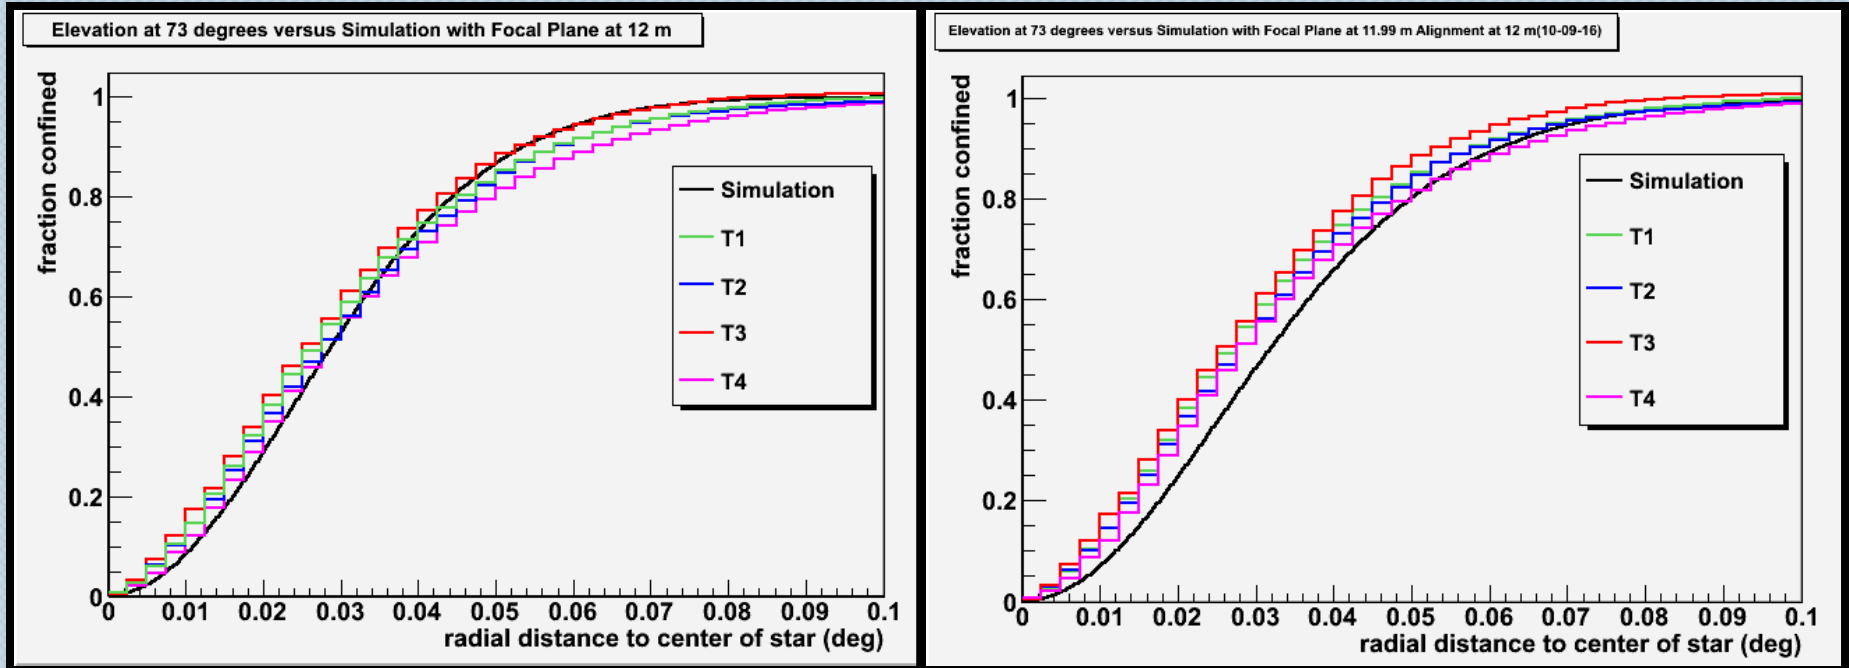 Elevation at 73 degrees versus Simulation with Focal Plane at 12 m
fraction confined
1
0.8
0.6
0.4
0.2
0
Simulation
T1
T2
T3
T4
0 0.01 0.02 0.03 0.04 0.05 0.06 0.07 0.08 0.09 0.1
radial distance to center of star (deg)
Elevation at 73 degrees versus Simulation with Focal Plane at 11.99 m Alignment at 12 m(10-09-16)
fraction confined
1
0.8
0.6
0.4
0.2
0
Simulation
T1
T2
T3
T4
0 0.01 0.02 0.03 0.04 0.05 0.06 0.07 0.08 0.09 0.1
radial distance to center of star (deg)